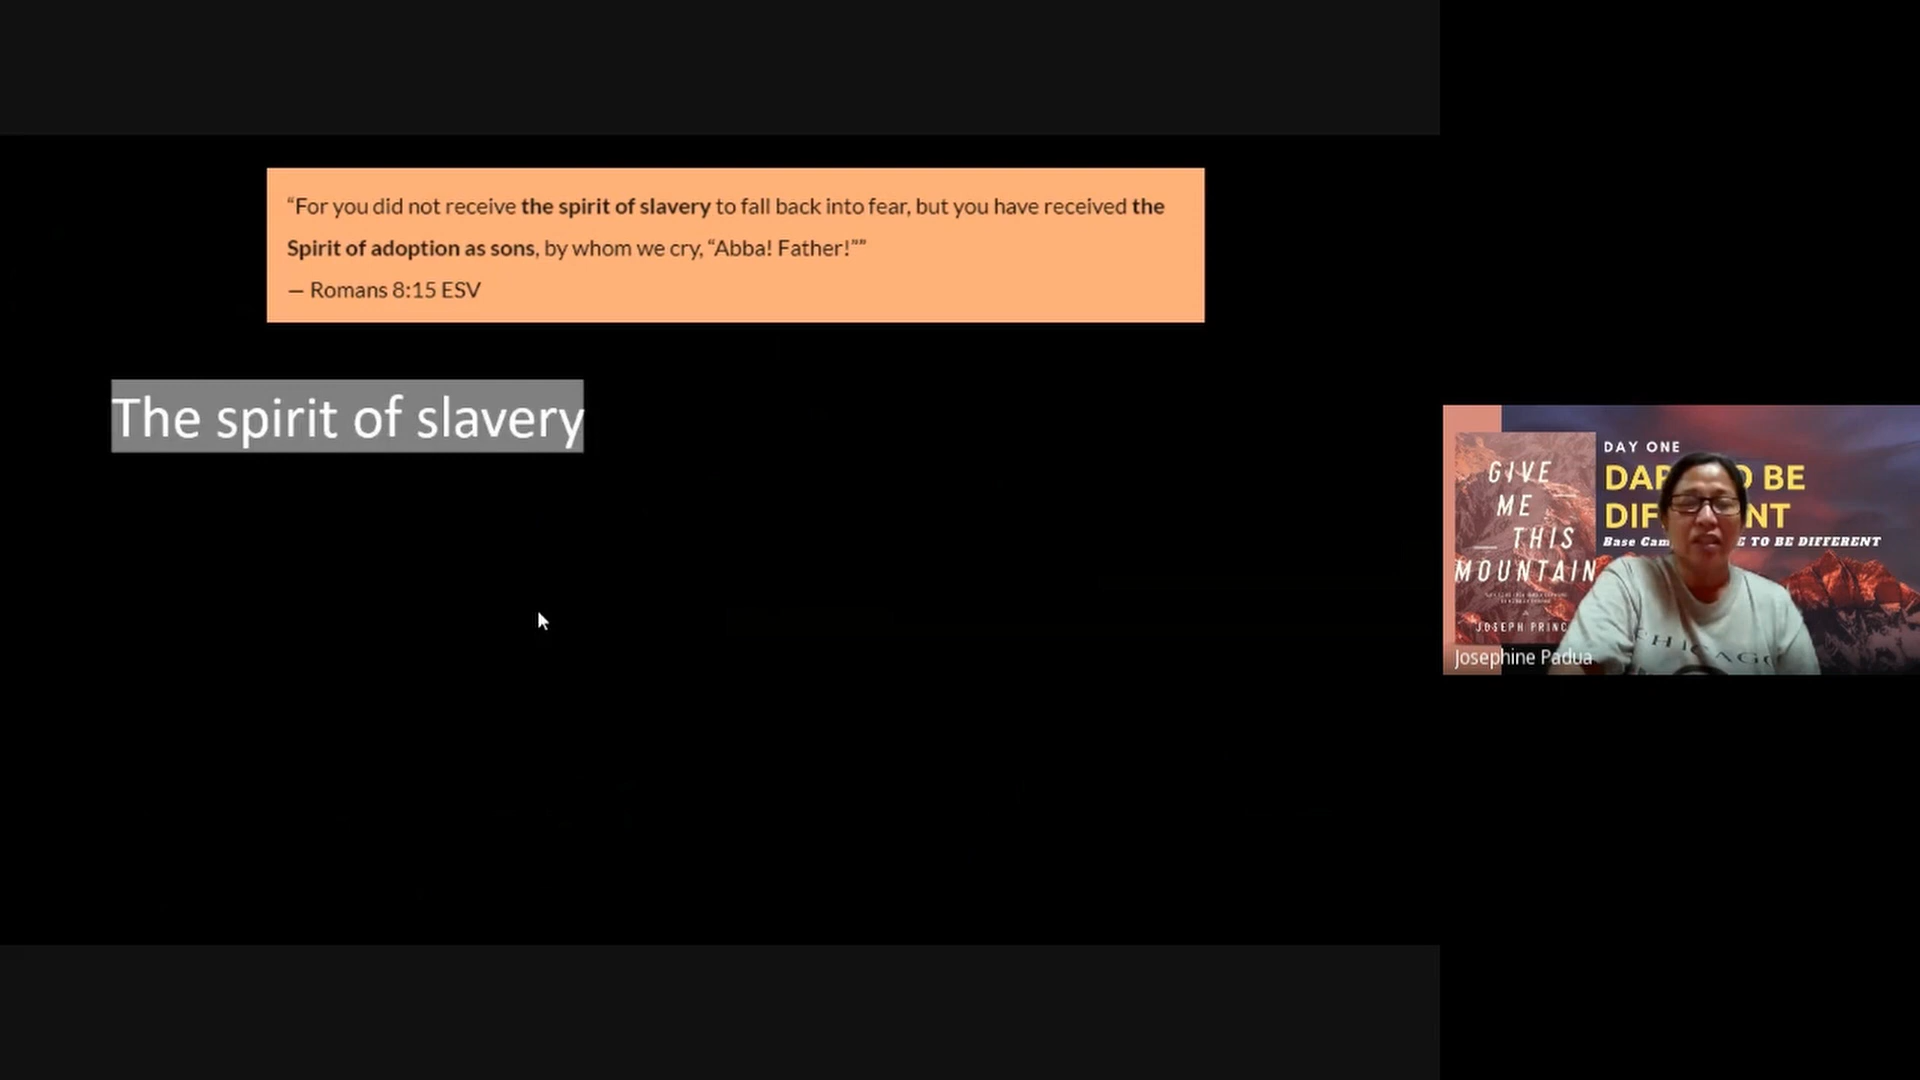 “For you did not receive the spirit of slavery to fall back into fear, but you have received the
Spirit of adoption as sons, by whom we cry, “Abba! Father!””
— Romans 8:15 ESV
The spirit of slavery
DAY ONE
GIVE
ME
THIS
MOUNTAIN
JOSEPH PRINC
DAR O BE
DIF NT
Base Cam E TO BE DIFFERENT
CHICAGO
Josephine Padua